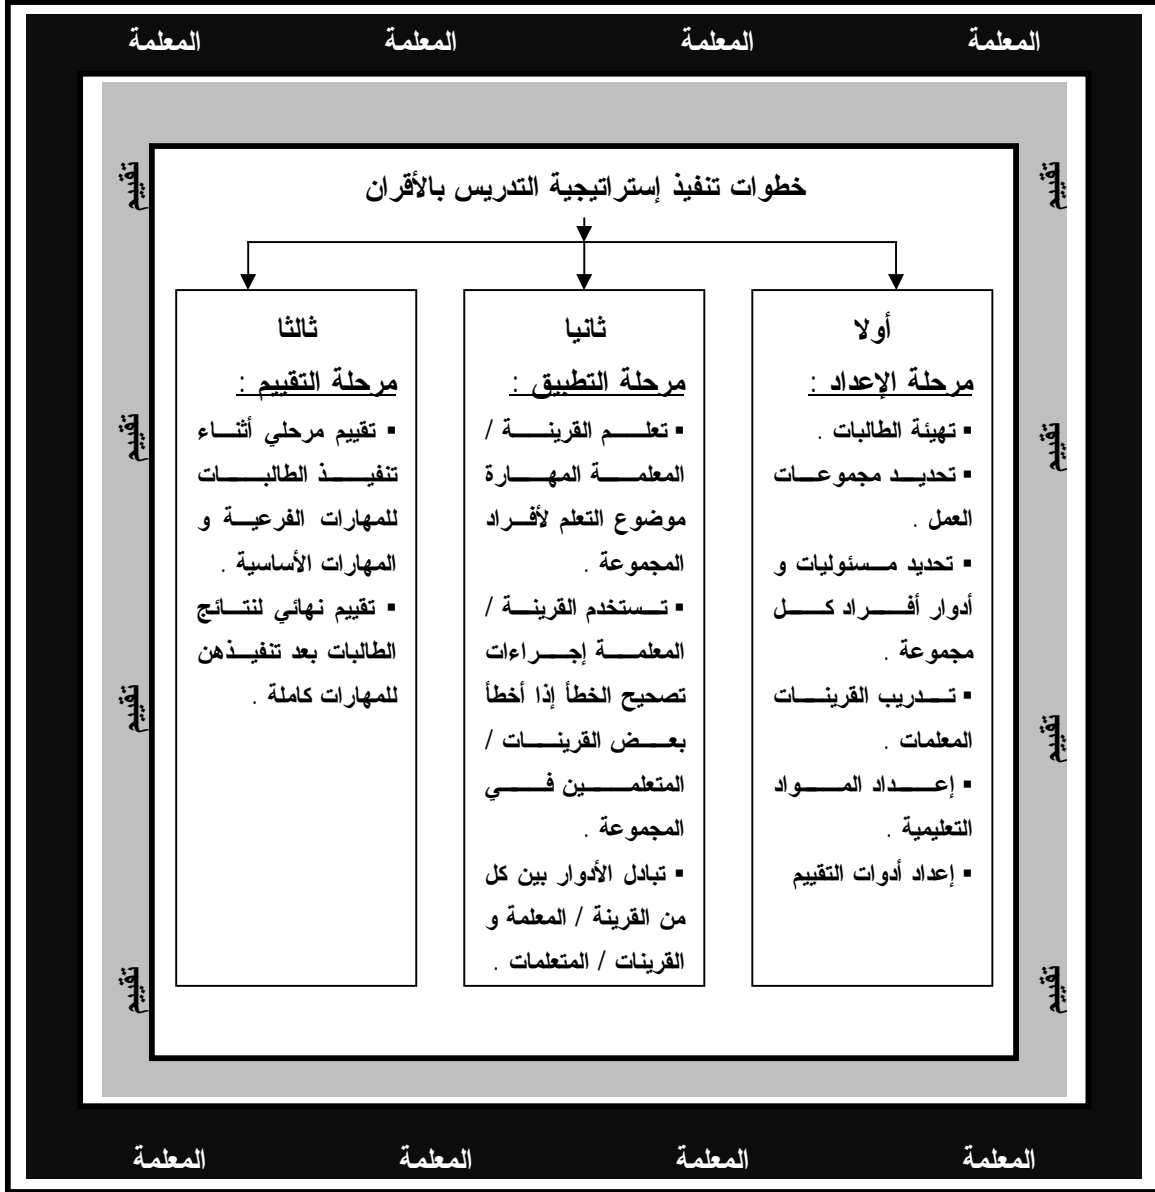 المعلمة المعلمة المعلمة المعلمة
خطوات تنفيذ إستراتيجية التدريس بالأقران
أولا
مرحلة الإعداد :
▪ تهيئة الطالبات .
▪ تحديد مجموعات
العمل .
▪ تحديد مسئوليات و
أدوار أفراد كل
مجموعة .
▪ تدريب القرينات
المعلمات .
▪ إعداد المواد
التعليمية .
▪ إعداد أدوات التقييم
ثانيا
مرحلة التطبيق :
▪ تعلم القرينة /
المعلمة المهارة
موضوع التعلم لأفراد
المجموعة .
▪ تستخدم القرينة /
المعلمة إجراءات
تصحيح الخطأ إذا أخطأ
بعض القرينات /
المتعلمين في
المجموعة .
▪ تبادل الأدوار بين كل
من القرينة / المعلمة و
القرينات / المتعلمات .
ثالثا
مرحلة التقييم :
▪ تقييم مرحلي أثناء
تنفيذ الطالبات
للمهارات الفرعية و
المهارات الأساسية .
▪ تقييم نهائي لنتائج
الطالبات بعد تنفيذهن
للمهارات كاملة .
تقييم
تقييم
تقييم
تقييم
تقييم
تقييم
تقييم
تقييم
المعلمة المعلمة المعلمة المعلمة